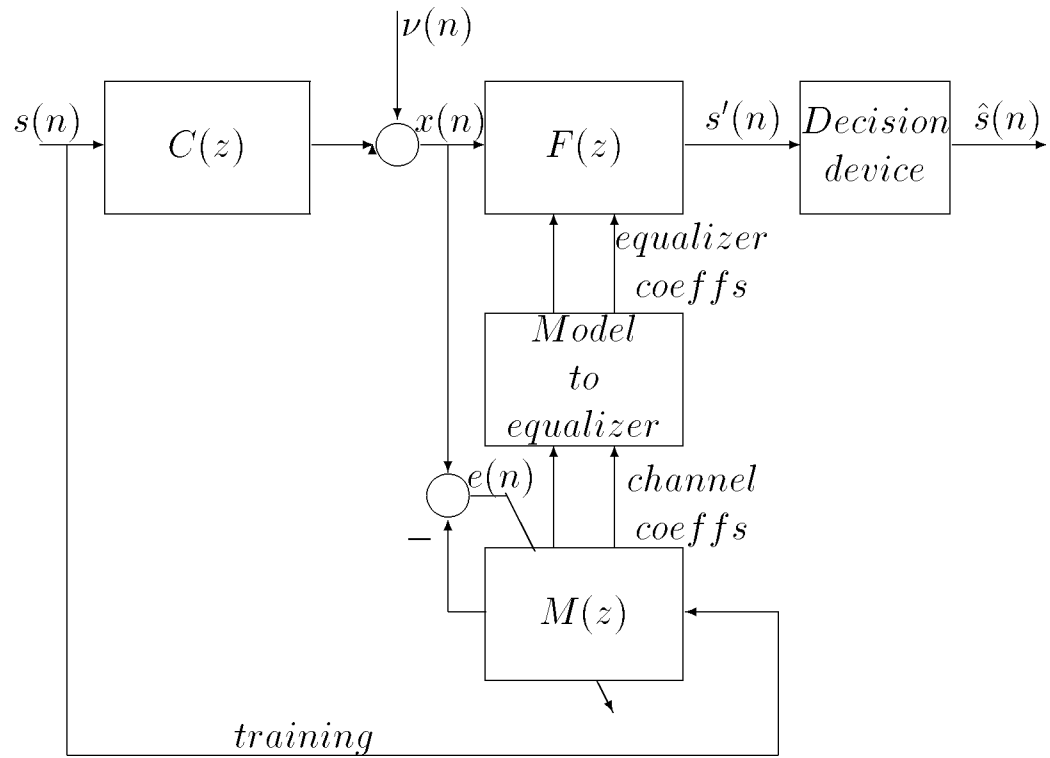 ν(n)
s(n)
C(z)
x(n)
F(z)
s'(n)
Decision
device
ŝ(n)
equalizer
coeffs
Model
to
equalizer
e(n)
channel
coeffs
−
M(z)
training